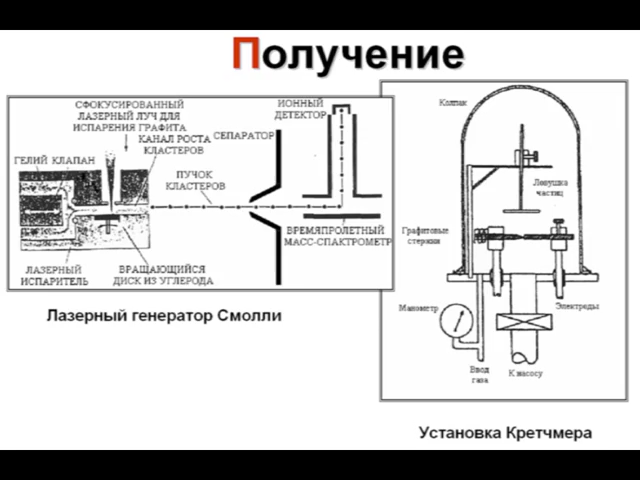 Получение
СФОКУСИРОВАННЫЙ
ЛАЗЕРНЫЙ ЛУЧ ДЛЯ
ИСПАРЕНИЯ ГРАФИТА
КАНАЛ РОСТА
КЛАСТЕРОВ
СЕПАРАТОР
ИОННЫЙ
ДЕТЕКТОР
ГЕЛИЙ КЛАПАН
ПУЧОК
КЛАСТЕРОВ
ВРЕМЯПРОЛЕТНЫЙ
МАСС-СПЕКТРОМЕТР
ЛАЗЕРНЫЙ
ИСПАРИТЕЛЬ
ВРАЩАЮЩИЙСЯ
ДИСК ИЗ УГЛЕРОДА
Лазерный генератор Смолли
Колпак
Ловушка
частиц
Графитовые
стержни
Манометр
Электроды
Ввод
газа
К насосу
Установка Кретчмера